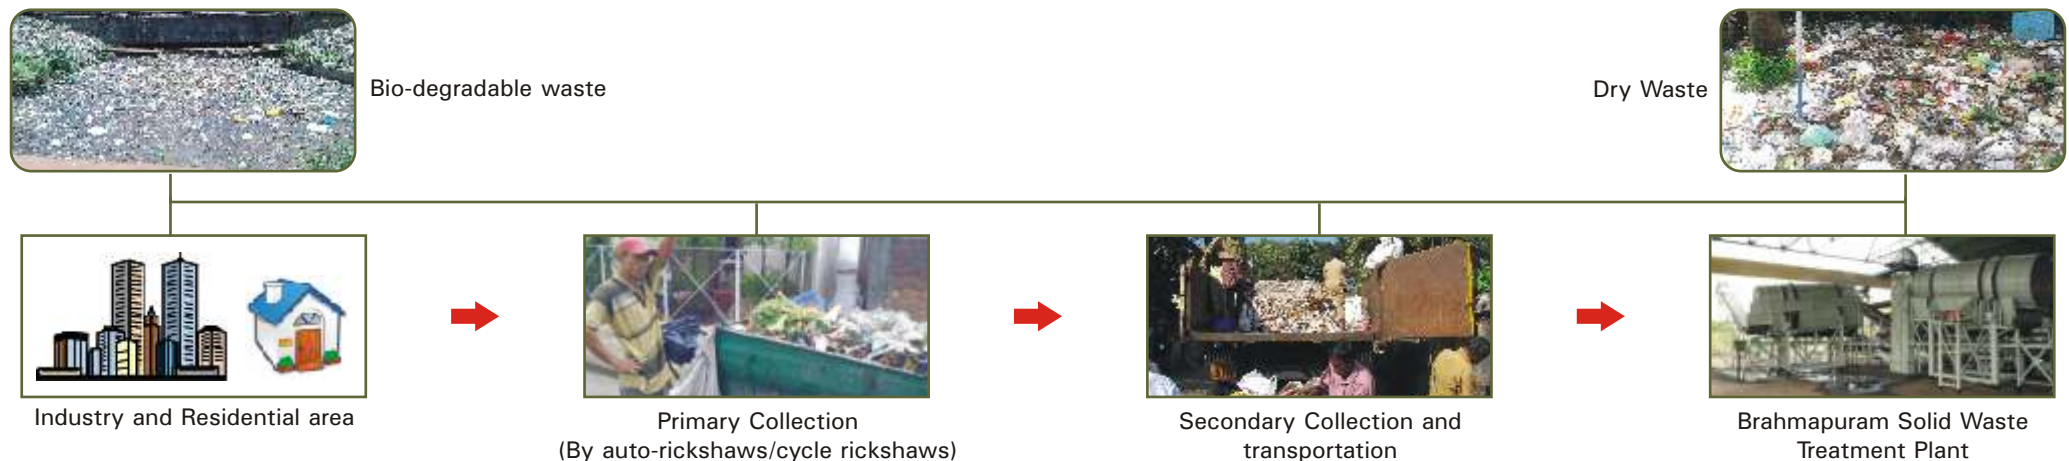 Bio-degradable waste
Dry Waste
Industry and Residential area
Primary Collection
(By auto-rickshaws/cycle rickshaws)
Secondary Collection and
transportation
Brahmapuram Solid Waste
Treatment Plant